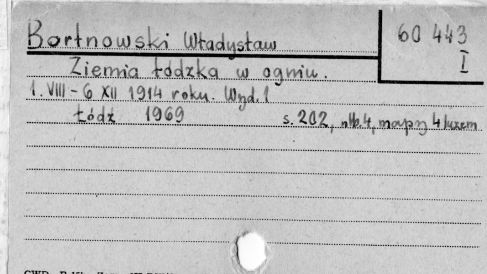 Bortnowski Władysław
60 443
I
Ziemia Łódzka w ogniu.
1. VIII - 6 XII 1914 roku. Wyd. 1
Łódź 1969 s. 202, nlb. 4, mapy 4 luzem